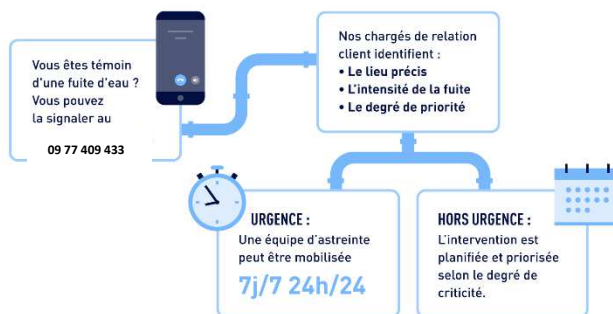 Vous êtes témoin
d'une fuite d'eau ?
Vous pouvez
la signaler au
09 77 409 433
Nos chargés de relation
client identifient :
• Le lieu précis
• L'intensité de la fuite
• Le degré de priorité
URGENCE :
Une équipe d'astreinte
peut être mobilisée
7j/7 24h/24
HORS URGENCE :
L'intervention est
planifiée et priorisée
selon le degré de
criticité.